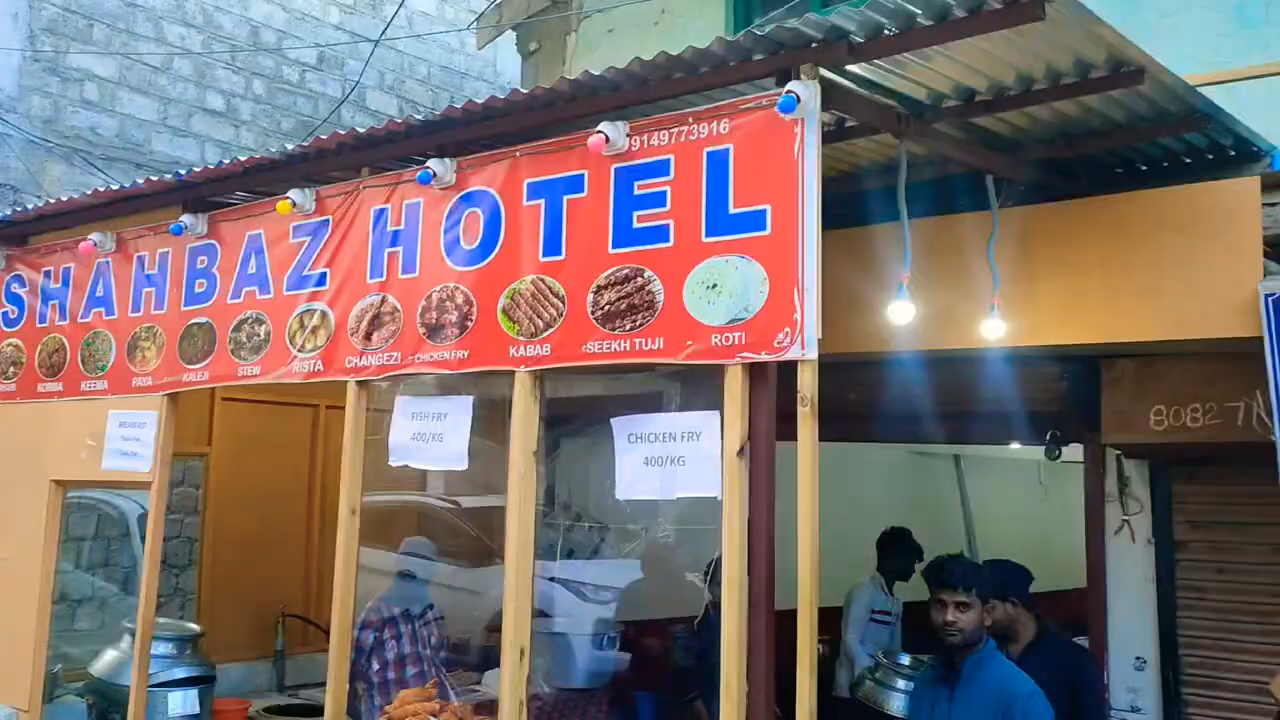 9149773916
SHAHBAZ HOTEL
KORMA KEEMA PAYA KALEJI STEW RISTA CHANGEZI CHICKEN FRY KABAB SEEKH TUJI ROTI
BREAKFAST
FISH FRY
400/KG
CHICKEN FRY
400/KG
80827